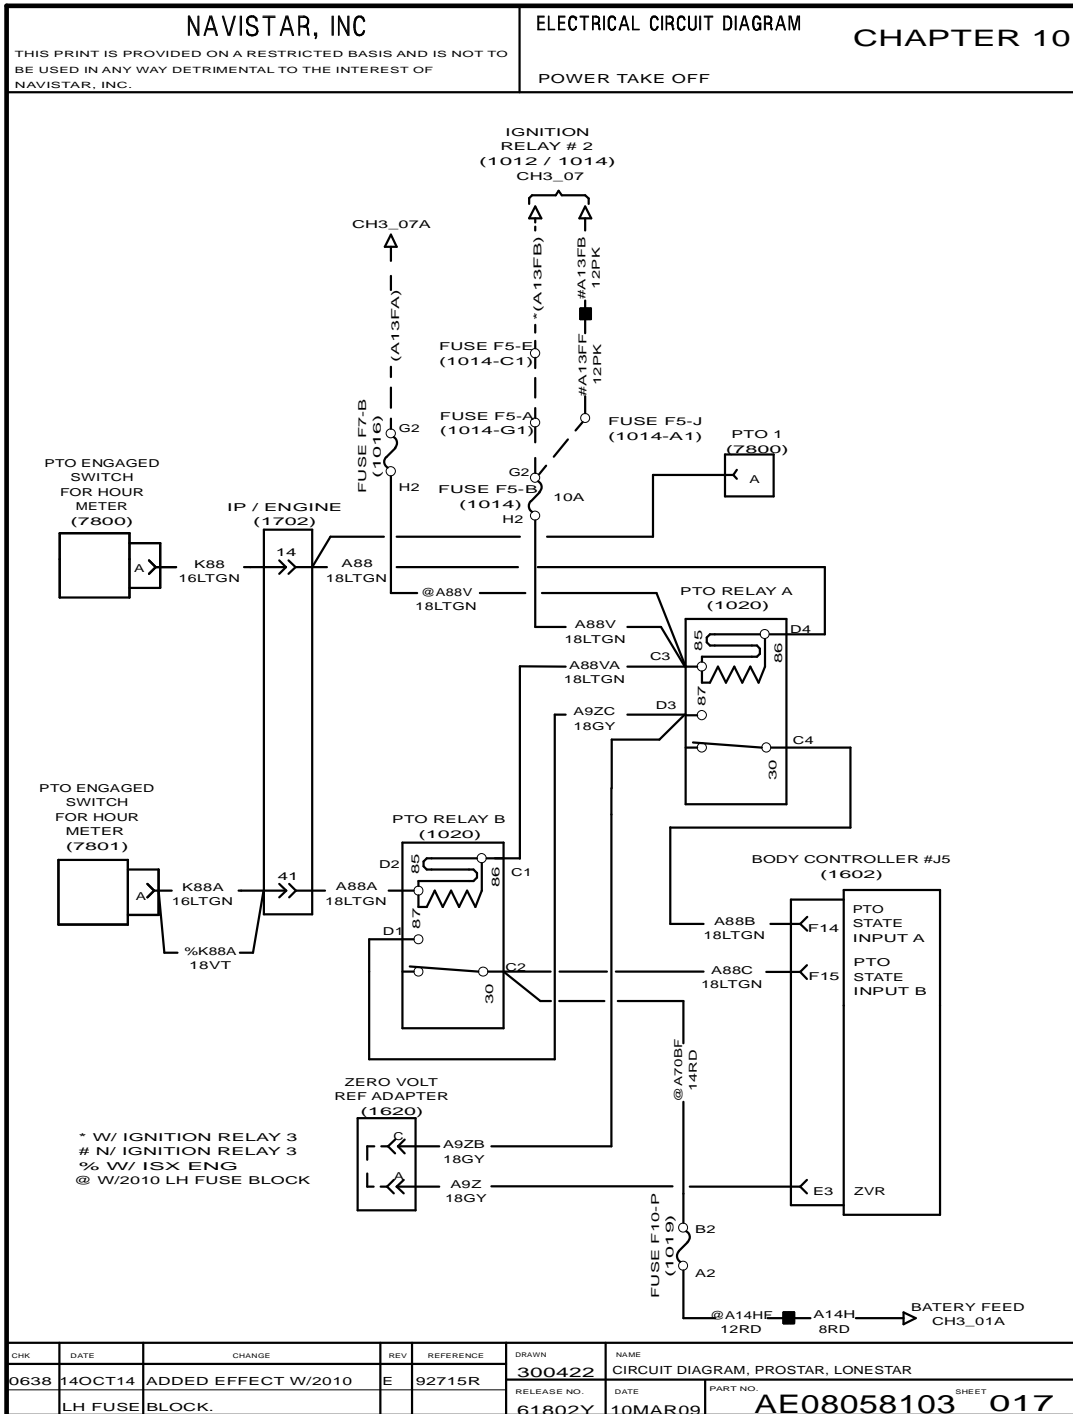 NAVISTAR, INC
THIS PRINT IS PROVIDED ON A RESTRICTED BASIS AND IS NOT TO
BE USED IN ANY WAY DETRIMENTAL TO THE INTEREST OF
NAVISTAR, INC.
ELECTRICAL CIRCUIT DIAGRAM
CHAPTER 10
POWER TAKE OFF
IGNITION
RELAY # 2
(1012 / 1014)
CH3_07
CH3_07A
(A13FA)
*(A13FB)
#A13FB
12PK
#A13FF
12PK
FUSE F5-E
(1014-C1)
FUSE F5-A
(1014-G1)
FUSE F5-J
(1014-A1)
FUSE F7-B
(1016)
G2
H2
G2
FUSE F5-B
(1014)
10A
H2
PTO 1
(7800)
A
PTO ENGAGED
SWITCH
FOR HOUR
METER
(7800)
A
K88
16LTGN
IP / ENGINE
(1702)
14
A88
18LTGN
@A88V
18LTGN
A88V
18LTGN
A88VA
18LTGN
A9ZC
18GY
PTO RELAY A
(1020)
D4
C3
85
86
87
D3
30
C4
PTO ENGAGED
SWITCH
FOR HOUR
METER
(7801)
A
K88A
16LTGN
%K88A
18VT
41
A88A
18LTGN
PTO RELAY B
(1020)
D2
85
86
C1
87
D1
30
C2
BODY CONTROLLER #J5
(1602)
A88B
18LTGN
F14
PTO
STATE
INPUT A
A88C
18LTGN
F15
PTO
STATE
INPUT B
@A70BF
14RD
ZERO VOLT
REF ADAPTER
(1620)
C
A9ZB
18GY
A
A9Z
18GY
E3
ZVR
* W/ IGNITION RELAY 3
# N/ IGNITION RELAY 3
% W/ ISX ENG
@ W/2010 LH FUSE BLOCK
FUSE F10-P
(1019)
B2
A2
@A14HE
12RD
A14H
8RD
BATERY FEED
CH3_01A
CHK DATE CHANGE REV REFERENCE
0638 14OCT14 ADDED EFFECT W/2010 E 92715R
LH FUSE BLOCK.
DRAWN
300422
NAME
CIRCUIT DIAGRAM, PROSTAR, LONESTAR
RELEASE NO.
61802Y
DATE
10MAR09
PART NO.
AE08058103
SHEET
017